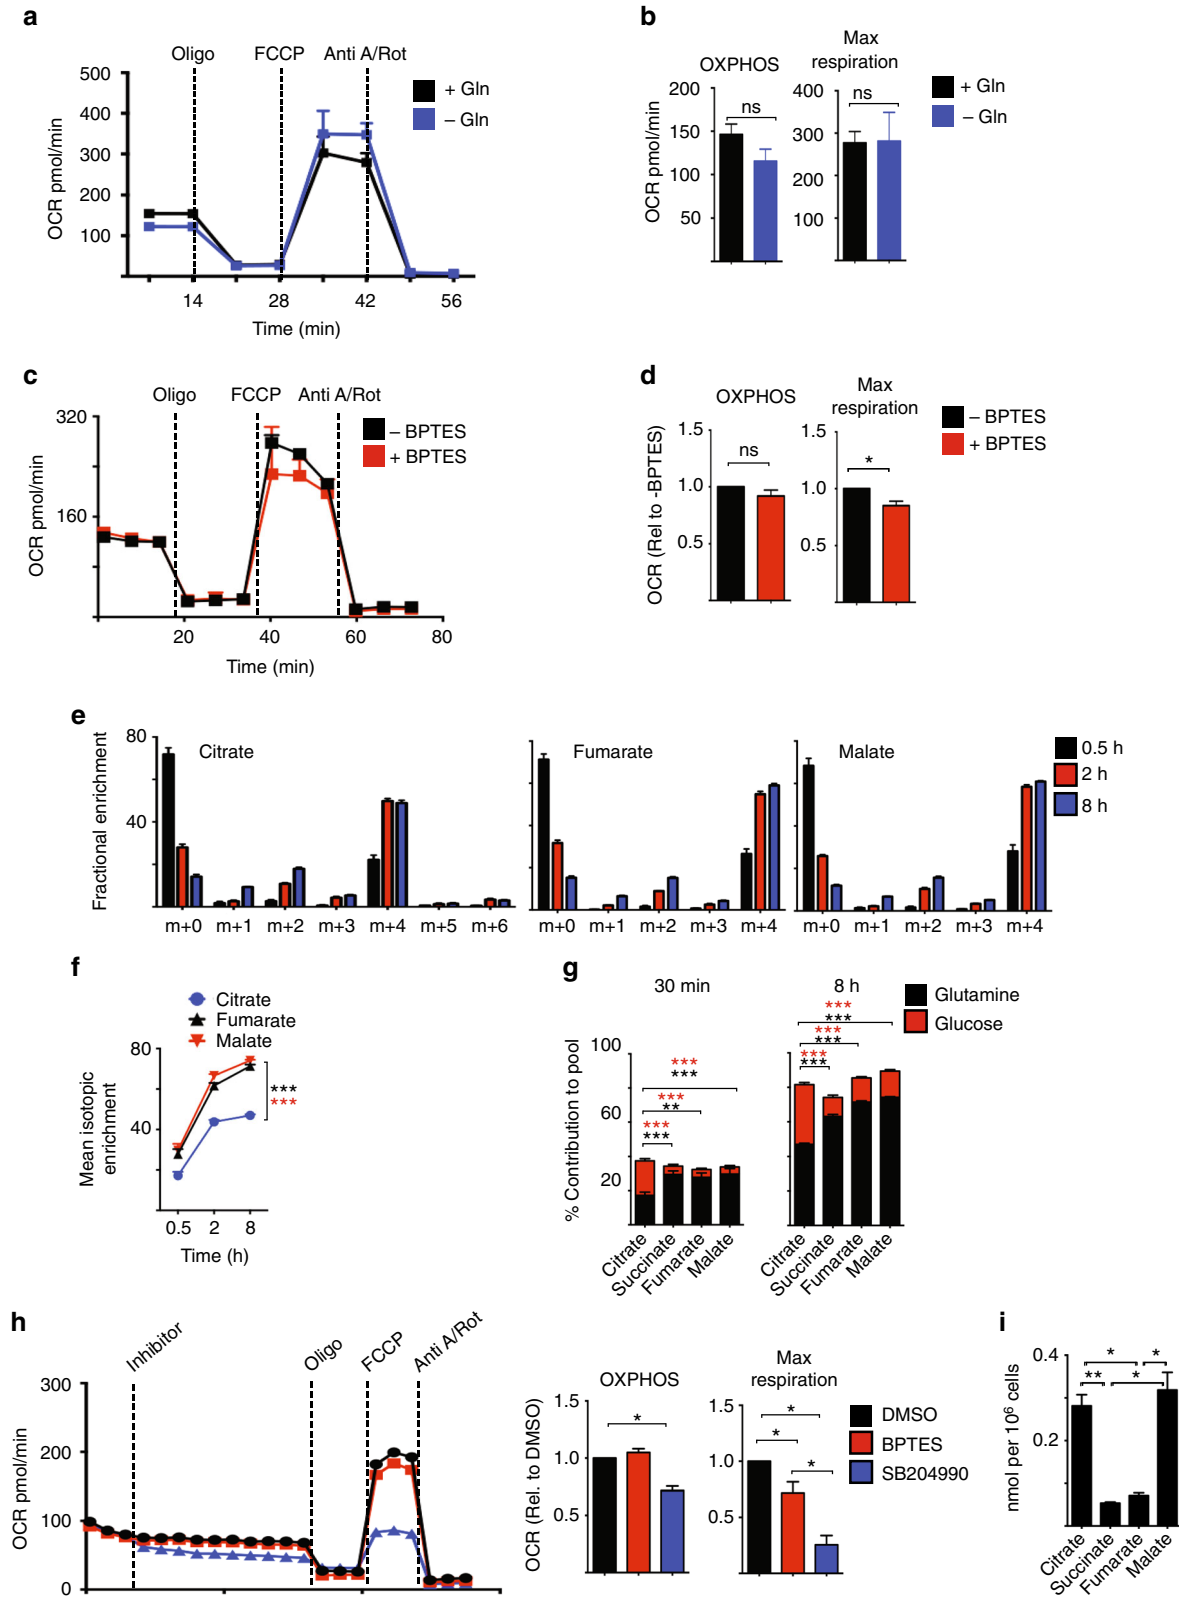 a
Oligo FCCP Anti A/Rot
500
400
300
200
100
OCR pmol/min
14 28 42 56
Time (min)
+ Gln
– Gln
b
OXPHOS
Max
respiration
+ Gln
– Gln
200
150
100
50
OCR pmol/min
ns
400
300
200
100
ns
c
Oligo FCCP Anti A/Rot
320
160
OCR pmol/min
20 40 60 80
Time (min)
– BPTES
+ BPTES
d
OXPHOS
Max
respiration
– BPTES
+ BPTES
1.5
1.0
0.5
OCR (Rel to -BPTES)
ns
1.5
1.0
0.5
*
e
80
40
Fractional enrichment
Citrate
m+0 m+1 m+2 m+3 m+4 m+5 m+6
Fumarate
m+0 m+1 m+2 m+3 m+4
Malate
m+0 m+1 m+2 m+3 m+4
0.5 h
2 h
8 h
f
Citrate
Fumarate
Malate
80
40
Mean isotopic
enrichment
0.5 2 8
Time (h)
***
***
g
30 min
8 h
Glutamine
Glucose
100
60
20
% Contribution to pool
***
***
***
**
***
***
Citrate
Succinate
Fumarate
Malate
***
***
***
***
***
***
Citrate
Succinate
Fumarate
Malate
h
Inhibitor
Oligo
FCCP
Anti A/Rot
300
200
100
0
OCR pmol/min
OXPHOS
1.5
1.0
0.5
OCR (Rel. to DMSO)
*
Max
respiration
1.5
1.0
0.5
*
*
*
DMSO
BPTES
SB204990
i
0.4
0.2
nmol per 10⁶ cells
* *
** *
Citrate
Succinate
Fumarate
Malate